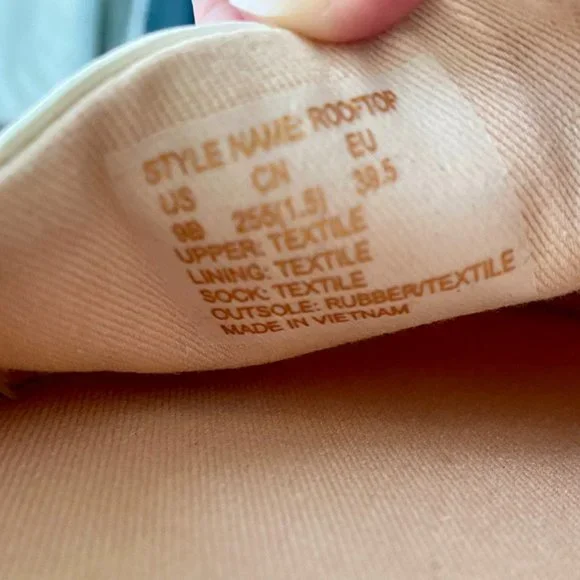 STYLE NAME: ROOFTOP
US CN EU
9B 255(1.5) 39.5
UPPER: TEXTILE
LINING: TEXTILE
SOCK: TEXTILE
OUTSOLE: RUBBER/TEXTILE
MADE IN VIETNAM